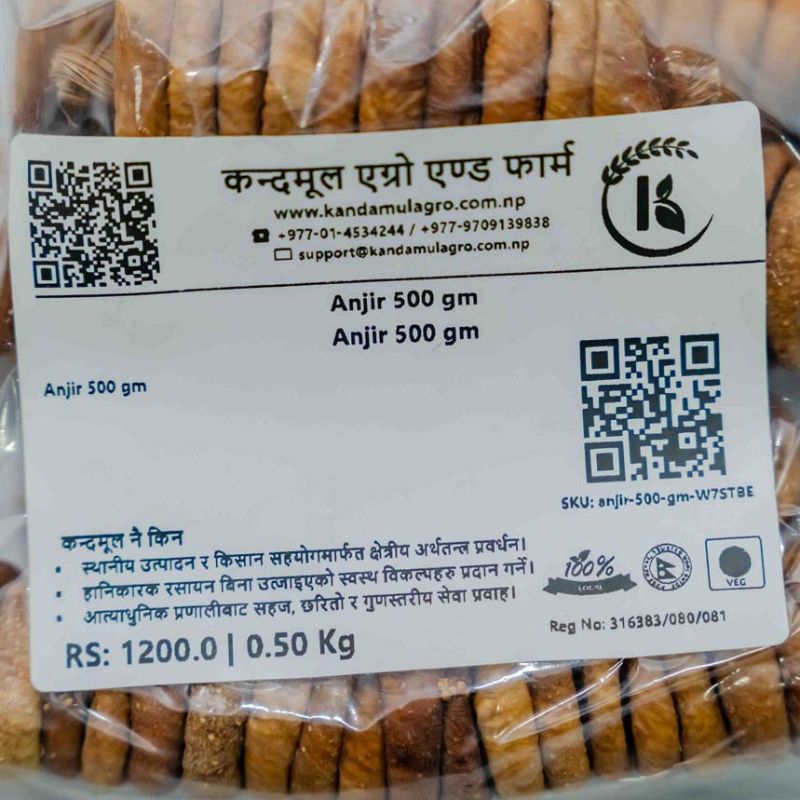 कन्दमूल एग्रो एण्ड फार्म
www.kandamulagro.com.np
+977-01-4534244 / +977-9709139838
support@kandamulagro.com.np
K
Anjir 500 gm
Anjir 500 gm
Anjir 500 gm
SKU: anjir-500-gm-W7STBE
कन्दमूल नै किन
• स्थानीय उत्पादन र किसान सहयोगमार्फत क्षेत्रीय अर्थतन्त्र प्रवर्धन।
• हानिकारक रसायन बिना उत्जाइएको स्वस्थ विकल्पहरु प्रदान गर्ने।
• आत्याधुनिक प्रणालीबाट सहज, छरितो र गुणस्तरीय सेवा प्रवाह।
100%
LOCAL
VEG
Reg No: 316383/080/081
RS: 1200.0 | 0.50 Kg